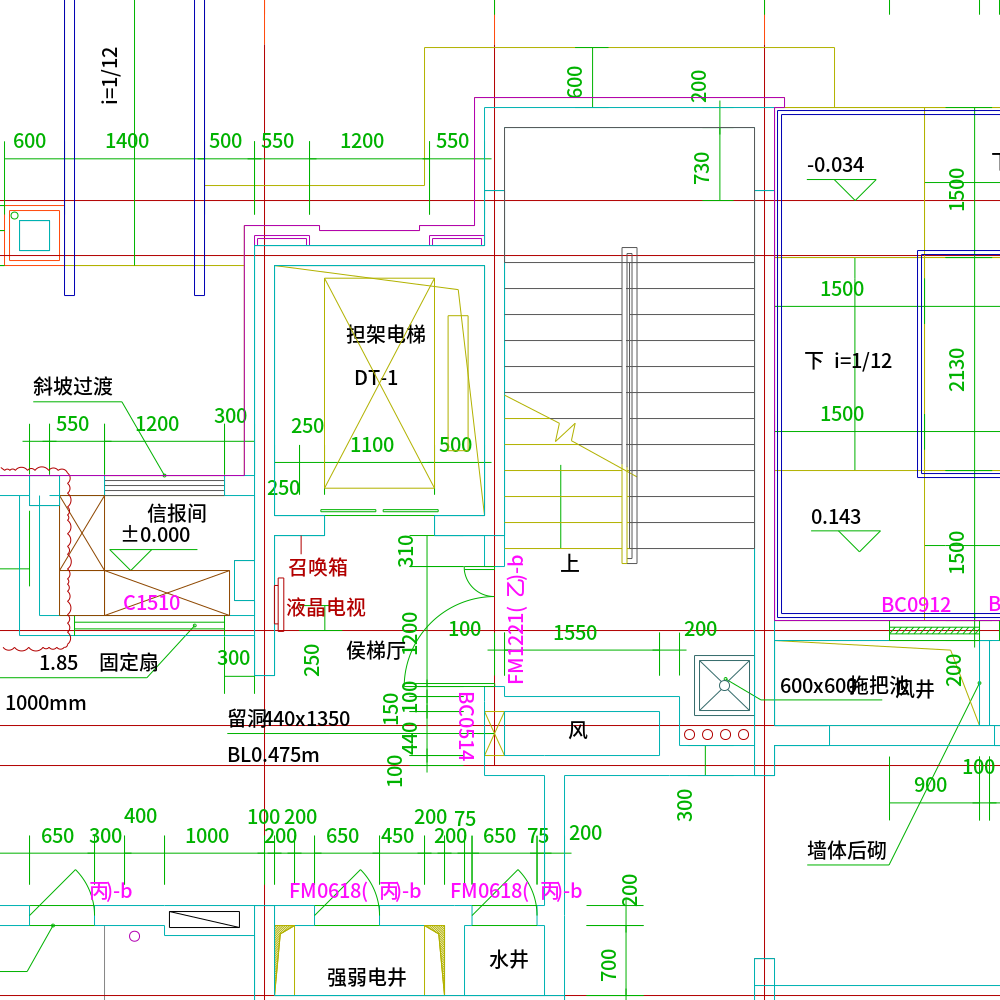 i=1/12
600
200
600
1400
500
550
1200
550
730
-0.034
1500
1500
担架电梯
DT-1
下 i=1/12
2130
斜坡过渡
550
1200
300
250
1100
500
1500
250
信报间
±0.000
0.143
1500
310
上
召唤箱
液晶电视
C1510
FM1221( 乙)-b
BC0912
B
1200
100
1550
200
侯梯厅
250
300
1.85
固定扇
200
600x600拖把池
风井
1000mm
100
150
BC0514
留洞440x1350
440
风
BL0.475m
100
100
900
300
400
100
200
200
75
650
300
1000
200
650
450
200
650
75
200
墙体后砌
丙)-b
FM0618( 丙)-b
FM0618( 丙)-b
200
水井
强弱电井
700